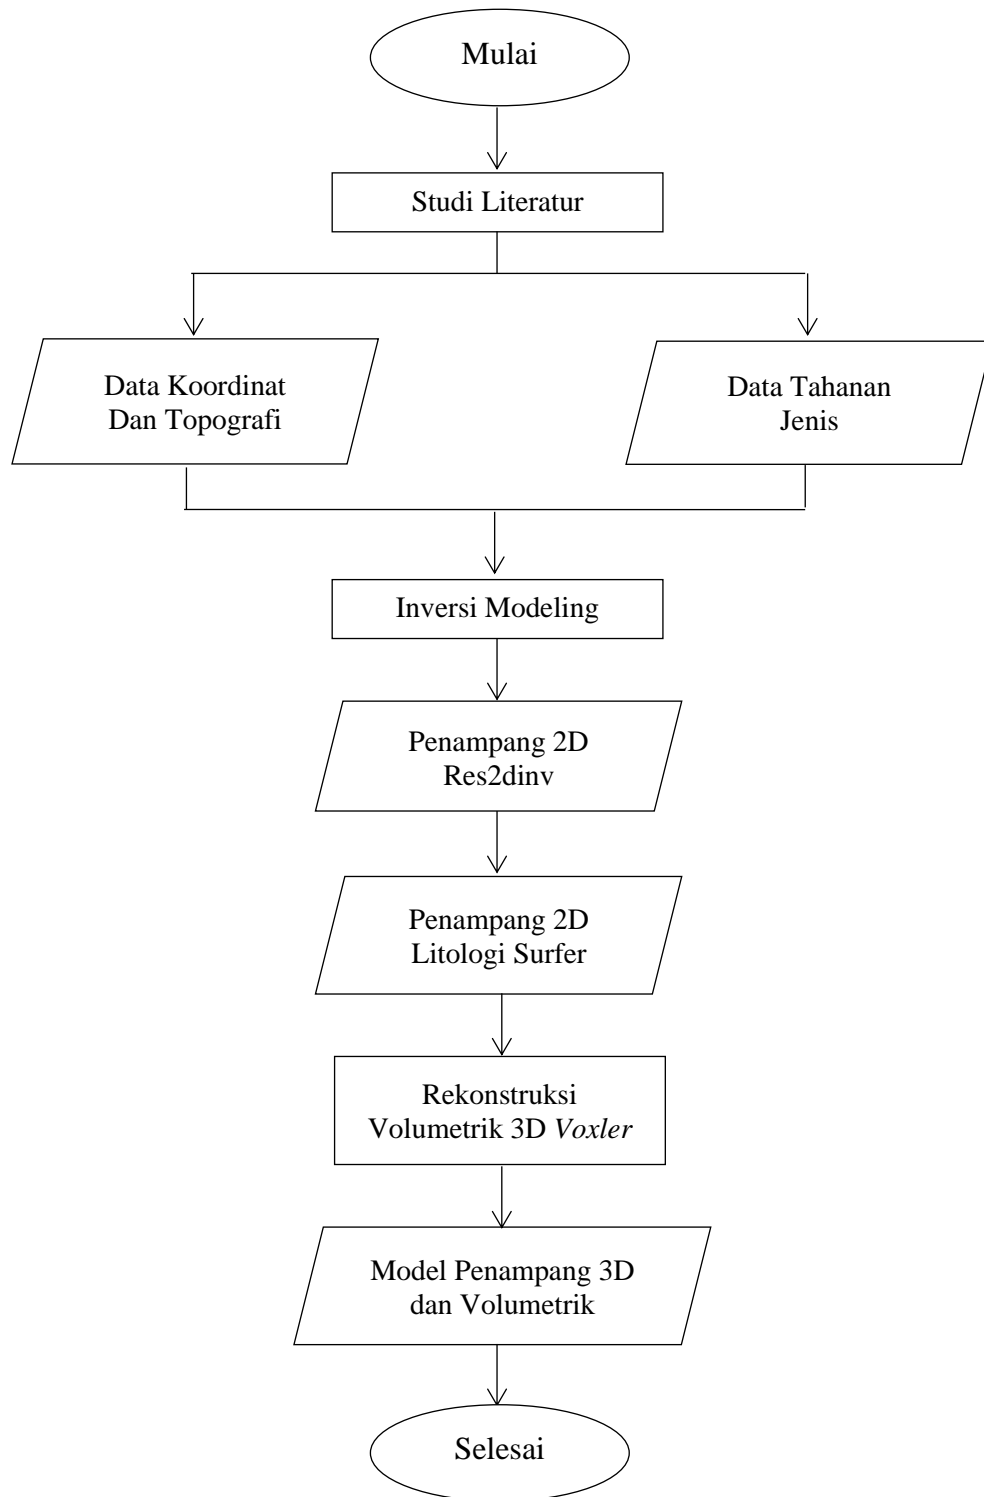 Mulai
Studi Literatur
Data Koordinat
Dan Topografi
Data Tahanan
Jenis
Inversi Modeling
Penampang 2D
Res2dinv
Penampang 2D
Litologi Surfer
Rekonstruksi
Volumetrik 3D Voxler
Model Penampang 3D
dan Volumetrik
Selesai